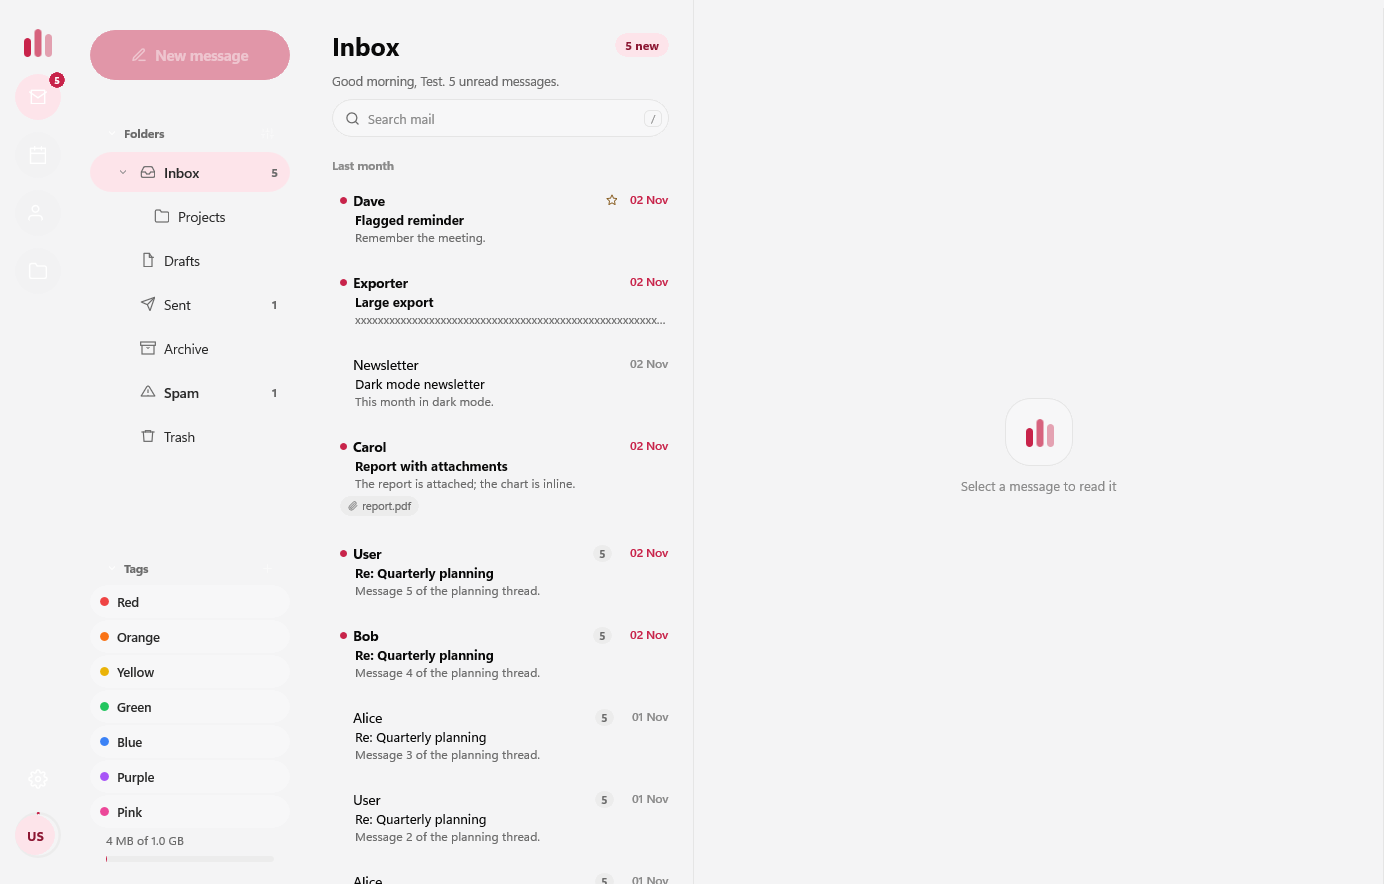 5
New message
Folders
Inbox 5
Projects
Drafts
Sent 1
Archive
Spam 1
Trash
Tags
Red
Orange
Yellow
Green
Blue
Purple
Pink
4 MB of 1.0 GB
US
Inbox
5 new
Good morning, Test. 5 unread messages.
Search mail /
Last month
Dave 02 Nov
Flagged reminder
Remember the meeting.
Exporter 02 Nov
Large export
Newsletter 02 Nov
Dark mode newsletter
This month in dark mode.
Carol 02 Nov
Report with attachments
The report is attached; the chart is inline.
report.pdf
User 5 02 Nov
Re: Quarterly planning
Message 5 of the planning thread.
Bob 5 02 Nov
Re: Quarterly planning
Message 4 of the planning thread.
Alice 5 01 Nov
Re: Quarterly planning
Message 3 of the planning thread.
User 5 01 Nov
Re: Quarterly planning
Message 2 of the planning thread.
Alice 5 01 Nov
Select a message to read it